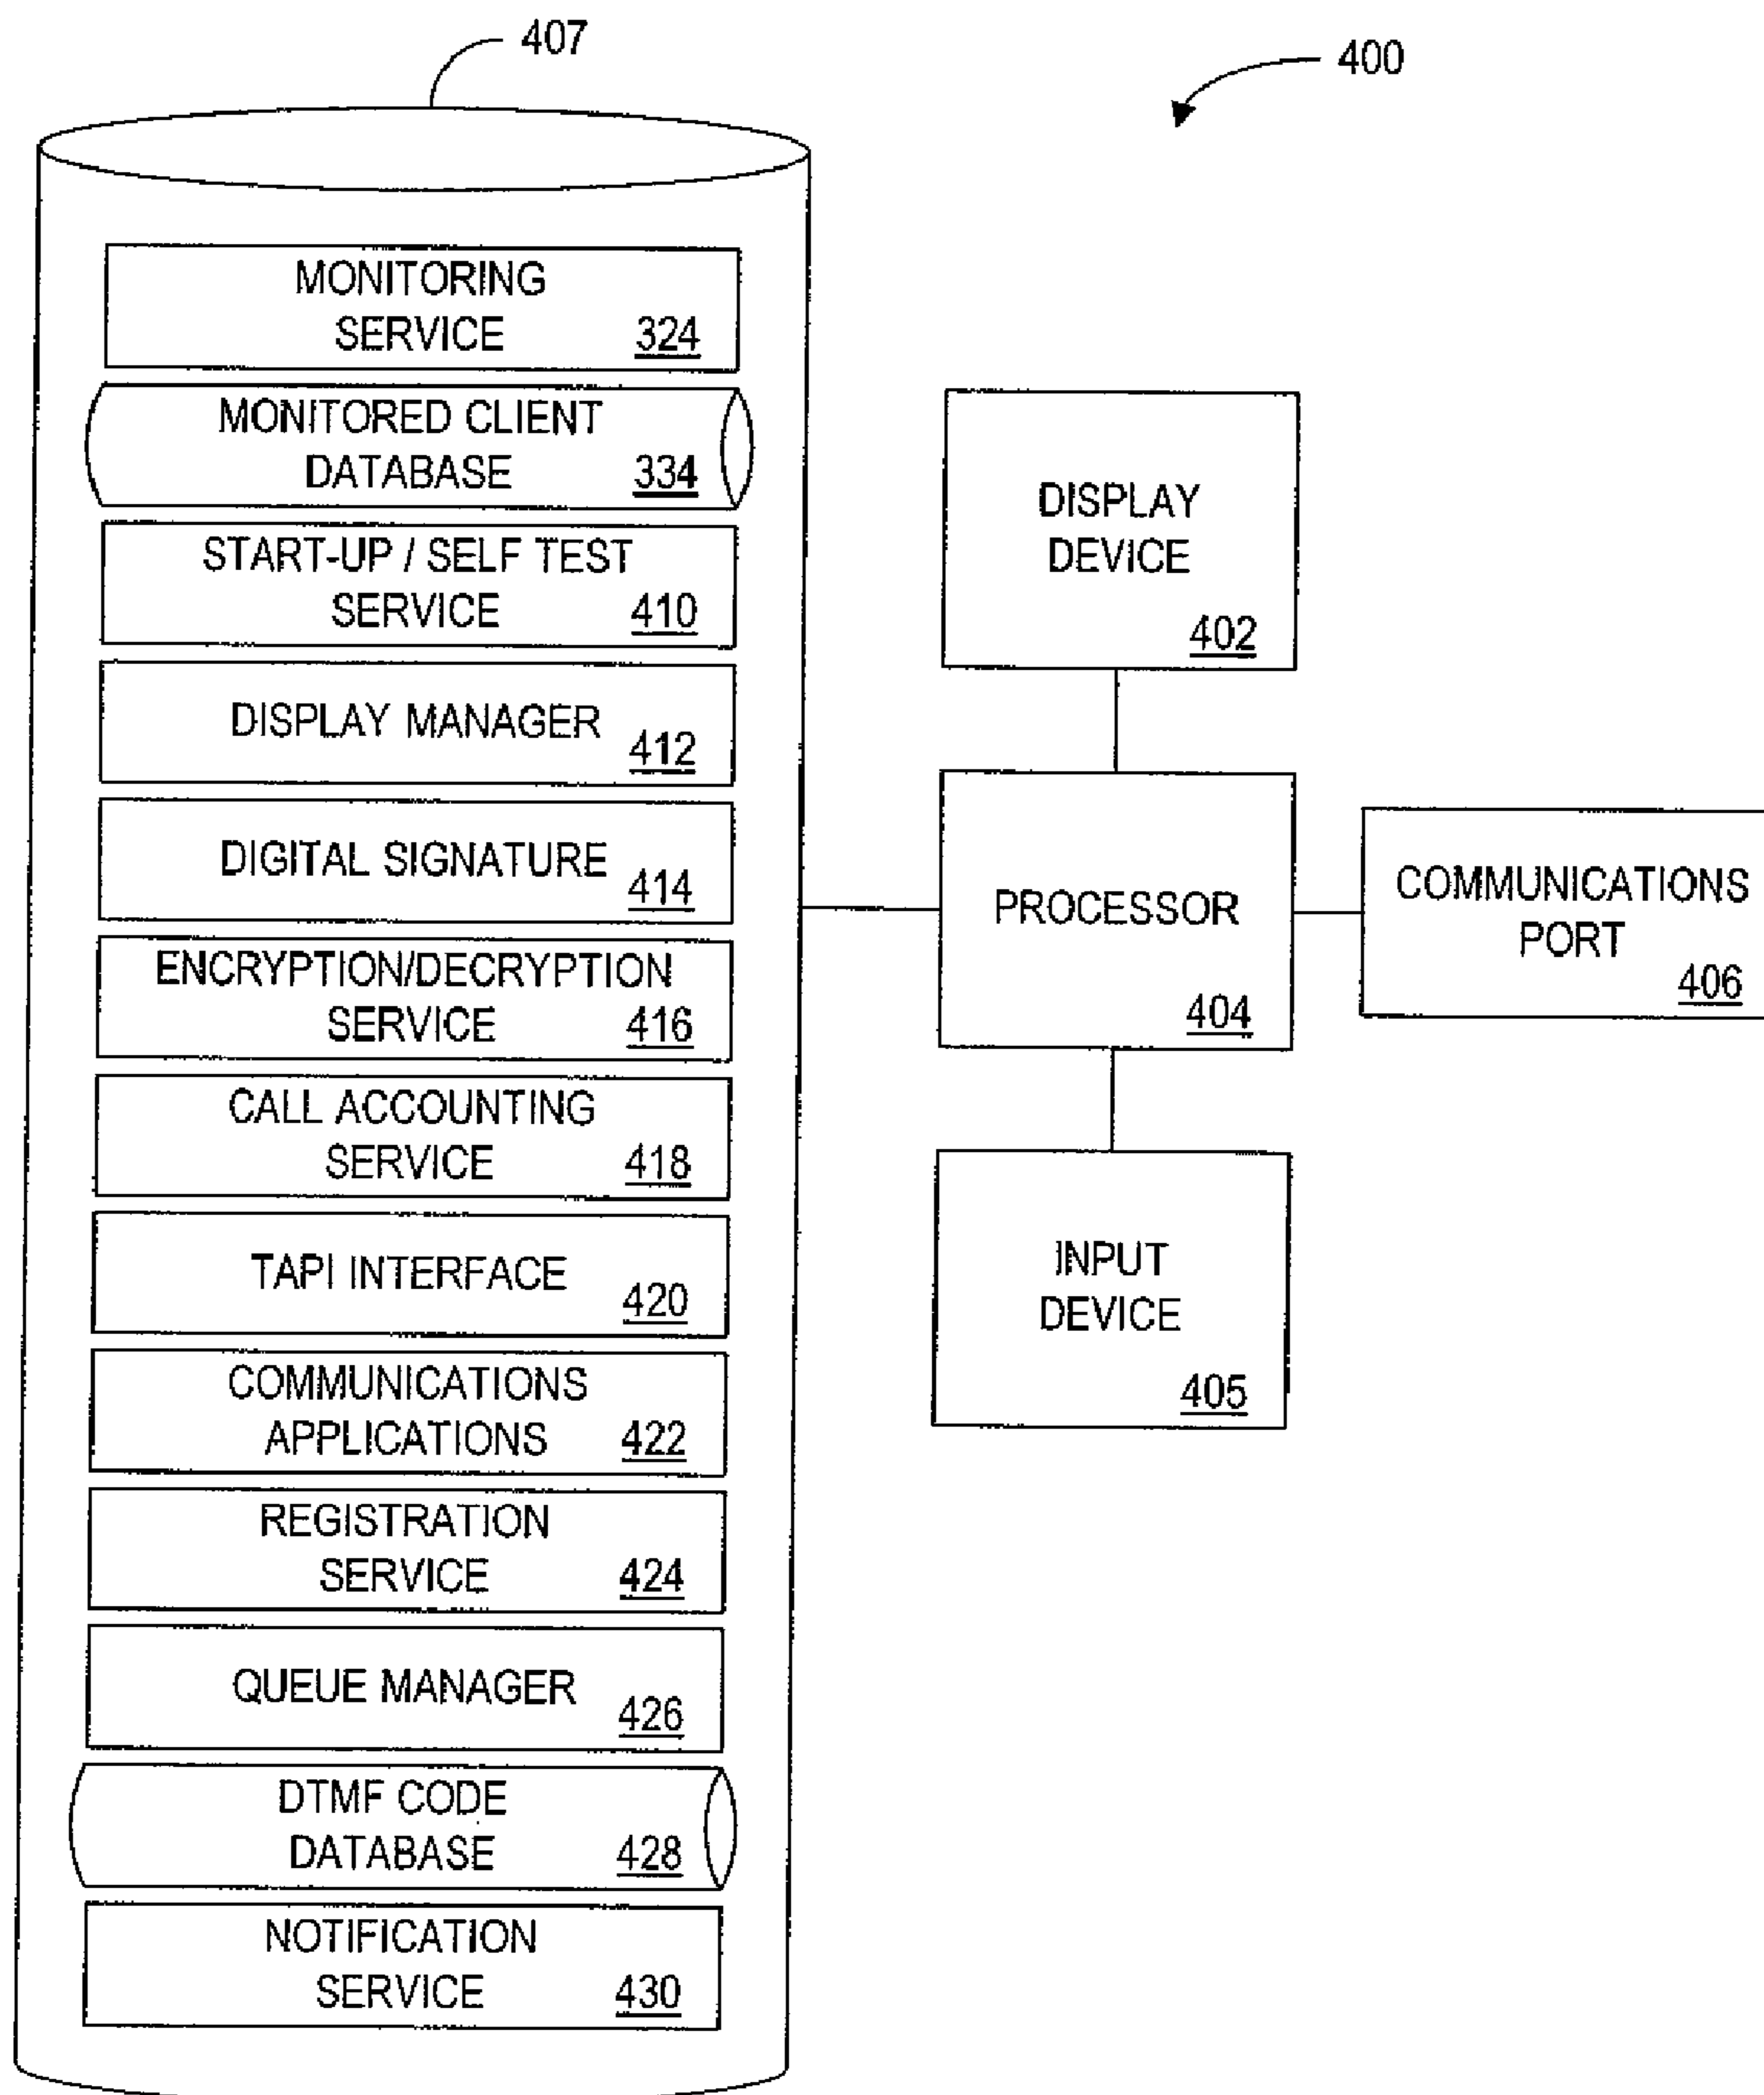 407
400
MONITORING
SERVICE 324
MONITORED CLIENT
DATABASE 334
START-UP / SELF TEST
SERVICE 410
DISPLAY MANAGER
412
DIGITAL SIGNATURE
414
ENCRYPTION/DECRYPTION
SERVICE 416
CALL ACCOUNTING
SERVICE 418
TAPI INTERFACE
420
COMMUNICATIONS
APPLICATIONS 422
REGISTRATION
SERVICE 424
QUEUE MANAGER
426
DTMF CODE
DATABASE 428
NOTIFICATION
SERVICE 430
DISPLAY
DEVICE
402
PROCESSOR
404
COMMUNICATIONS
PORT
406
INPUT
DEVICE
405